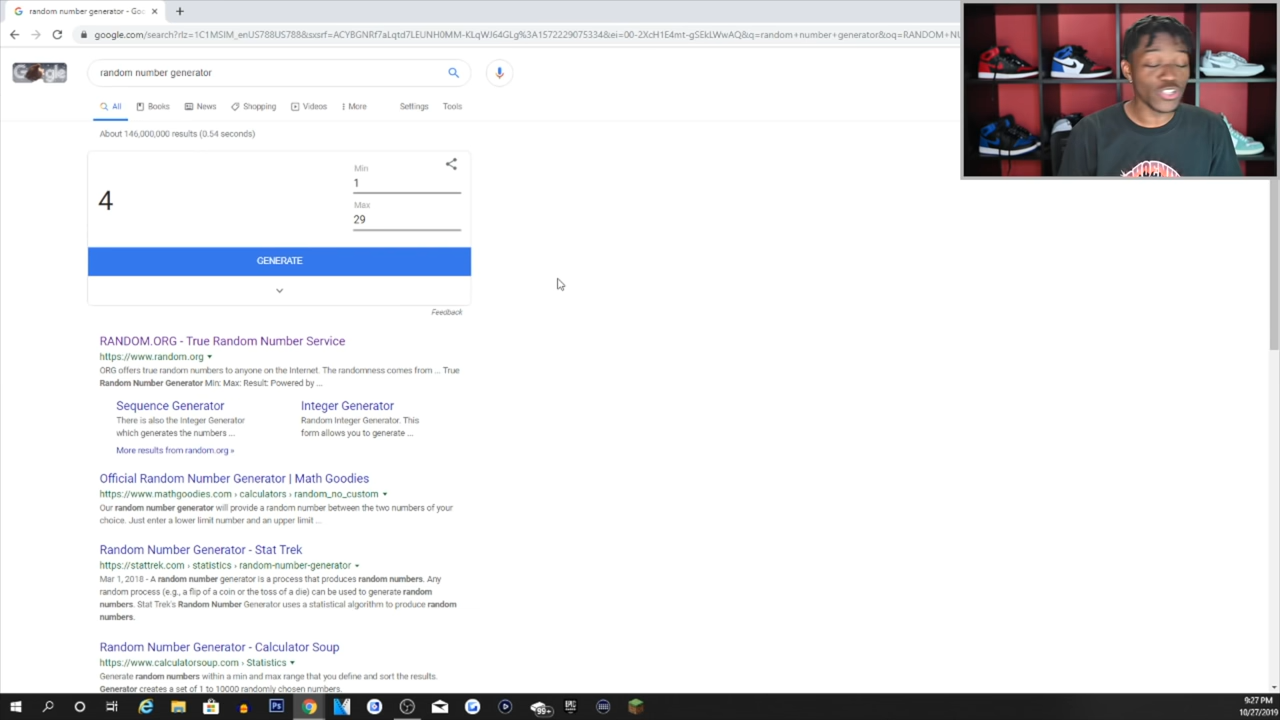 random number generator - Goo
google.com/search?rlz=1C1MSIM_enUS788US788&sxsrf=ACYBGNRf7aLqtd7LEUNH0MM-KLqWJ64GLg%3A1572229075334&ei=00-2XcH1E4mt-gSEkLWwAQ&q=random+number+generator&oq=RANDOM+NU
random number generator
All Books News Shopping Videos More Settings Tools
About 146,000,000 results (0.54 seconds)
Min
1
4
Max
29
GENERATE
Feedback
RANDOM.ORG - True Random Number Service
https://www.random.org
ORG offers true random numbers to anyone on the Internet. The randomness comes from ... True
Random Number Generator Min: Max: Result: Powered by ...
Sequence Generator Integer Generator
There is also the Integer Generator Random Integer Generator. This
which generates the numbers ... form allows you to generate ...
More results from random.org »
Official Random Number Generator | Math Goodies
https://www.mathgoodies.com › calculators › random_no_custom
Our random number generator will provide a random number between the two numbers of your
choice. Just enter a lower limit number and an upper limit ...
Random Number Generator - Stat Trek
https://stattrek.com › statistics › random-number-generator
Mar 1, 2018 - A random number generator is a process that produces random numbers. Any
random process (e.g., a flip of a coin or the toss of a die) can be used to generate random
numbers. Stat Trek's Random Number Generator uses a statistical algorithm to produce random
numbers.
Random Number Generator - Calculator Soup
https://www.calculatorsoup.com › Statistics
Generate random numbers within a min and max range that you define and sort the results.
Generator creates a set of 1 to 10000 randomly chosen numbers.
99+
9:27 PM
10/27/2019